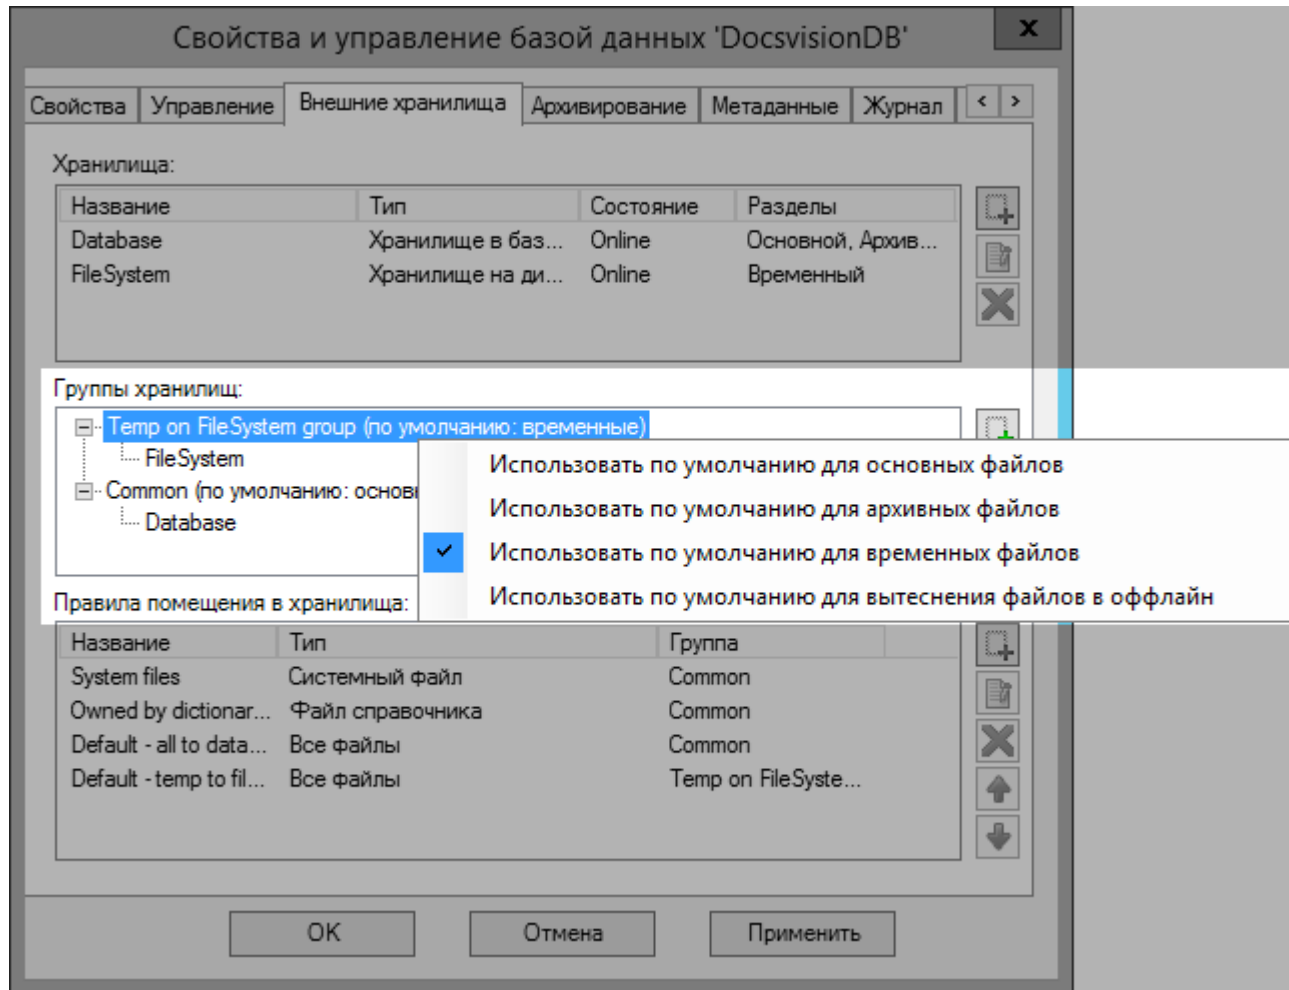 Свойства и управление базой данных 'DocsvisionDB' x
Свойства Управление Внешние хранилища Архивирование Метаданные Журнал < >
Хранилища:
Название Тип Состояние Разделы
Database Хранилище в баз... Online Основной, Архив...
FileSystem Хранилище на ди... Online Временный
Группы хранилищ:
Temp on FileSystem group (по умолчанию: временные)
FileSystem
Common (по умолчанию:
Database
Использовать по умолчанию для основных файлов
Использовать по умолчанию для архивных файлов
Использовать по умолчанию для временных файлов
Использовать по умолчанию для вытеснения файлов в оффлайн
Правила помещения в хранилища:
Название Тип Группа
System files Системный файл Common
Owned by dictionar... Файл справочника Common
Default - all to data... Все файлы Common
Default - temp to fil... Все файлы Temp on FileSyste...
OK Отмена Применить